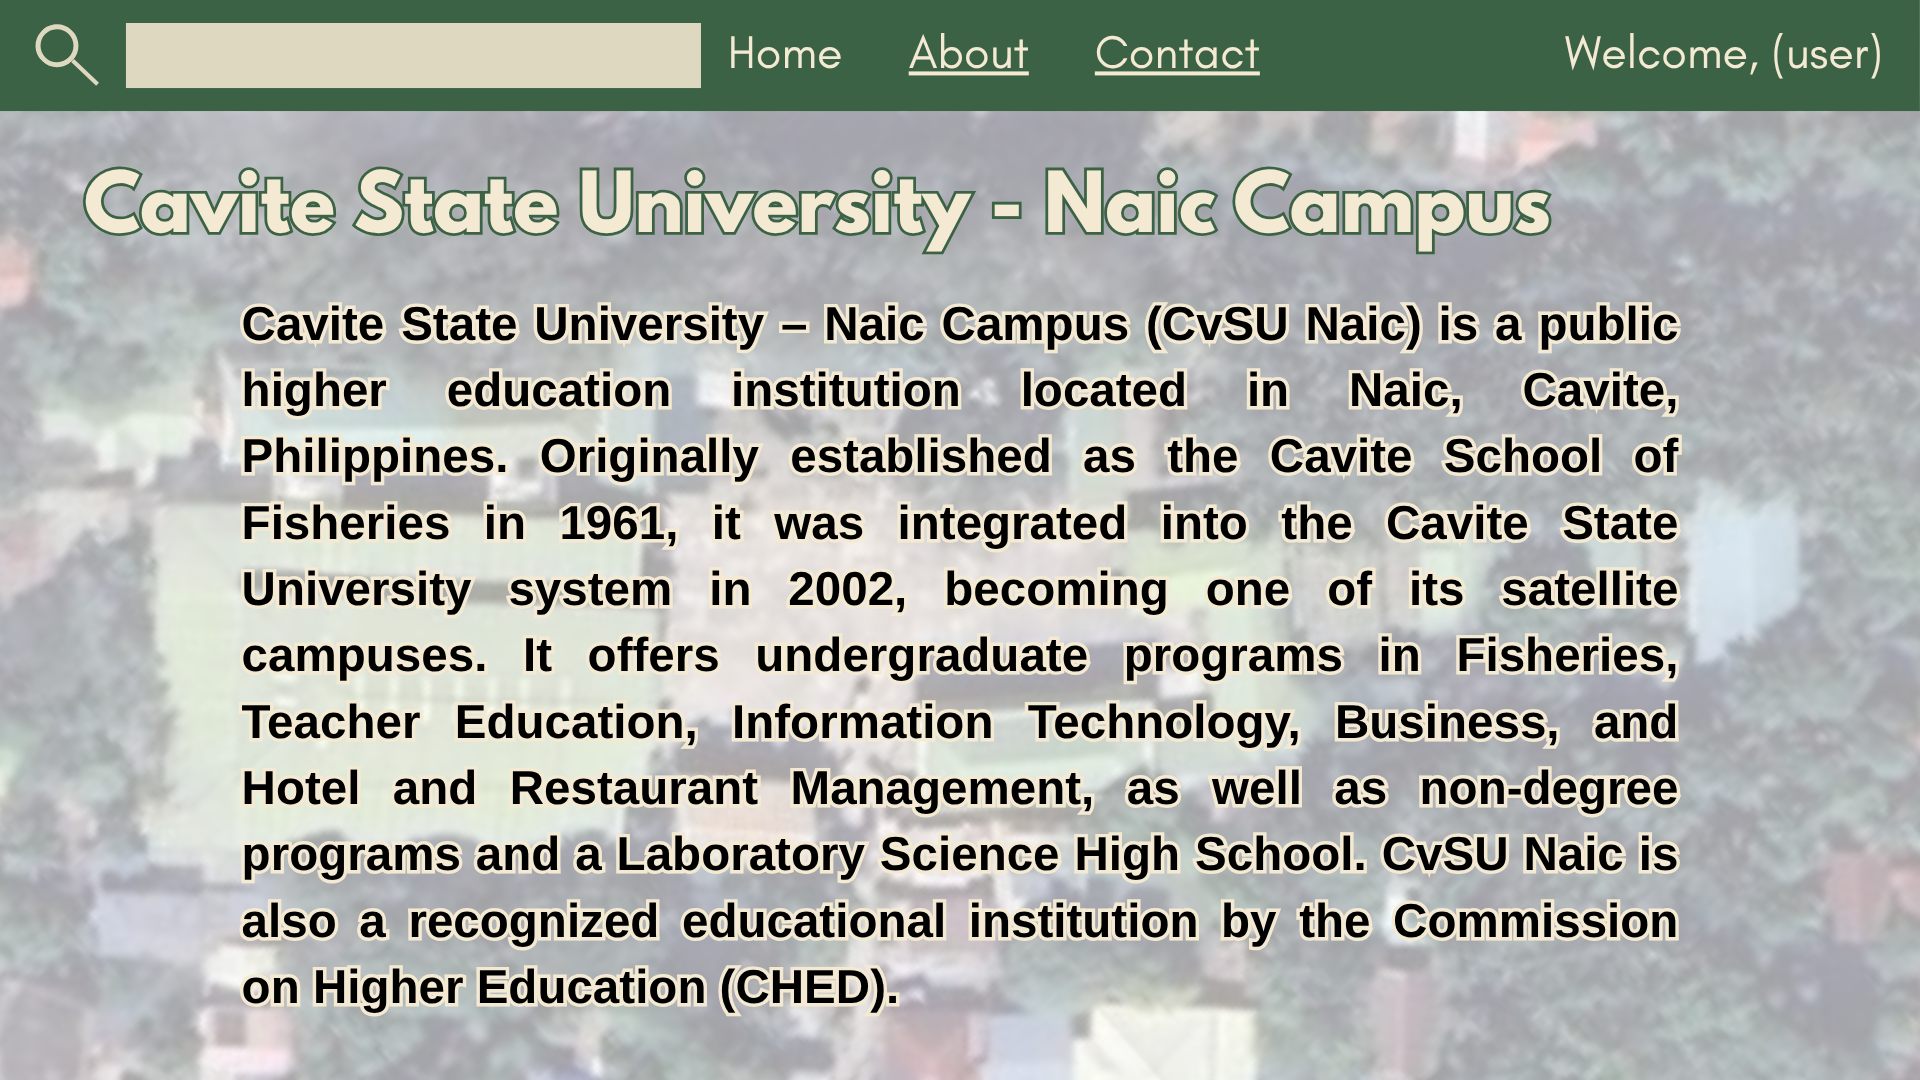 Home About Contact Welcome, (user)
Cavite State University - Naic Campus
Cavite State University – Naic Campus (CvSU Naic) is a public
higher education institution located in Naic, Cavite,
Philippines. Originally established as the Cavite School of
Fisheries in 1961, it was integrated into the Cavite State
University system in 2002, becoming one of its satellite
campuses. It offers undergraduate programs in Fisheries,
Teacher Education, Information Technology, Business, and
Hotel and Restaurant Management, as well as non-degree
programs and a Laboratory Science High School. CvSU Naic is
also a recognized educational institution by the Commission
on Higher Education (CHED).